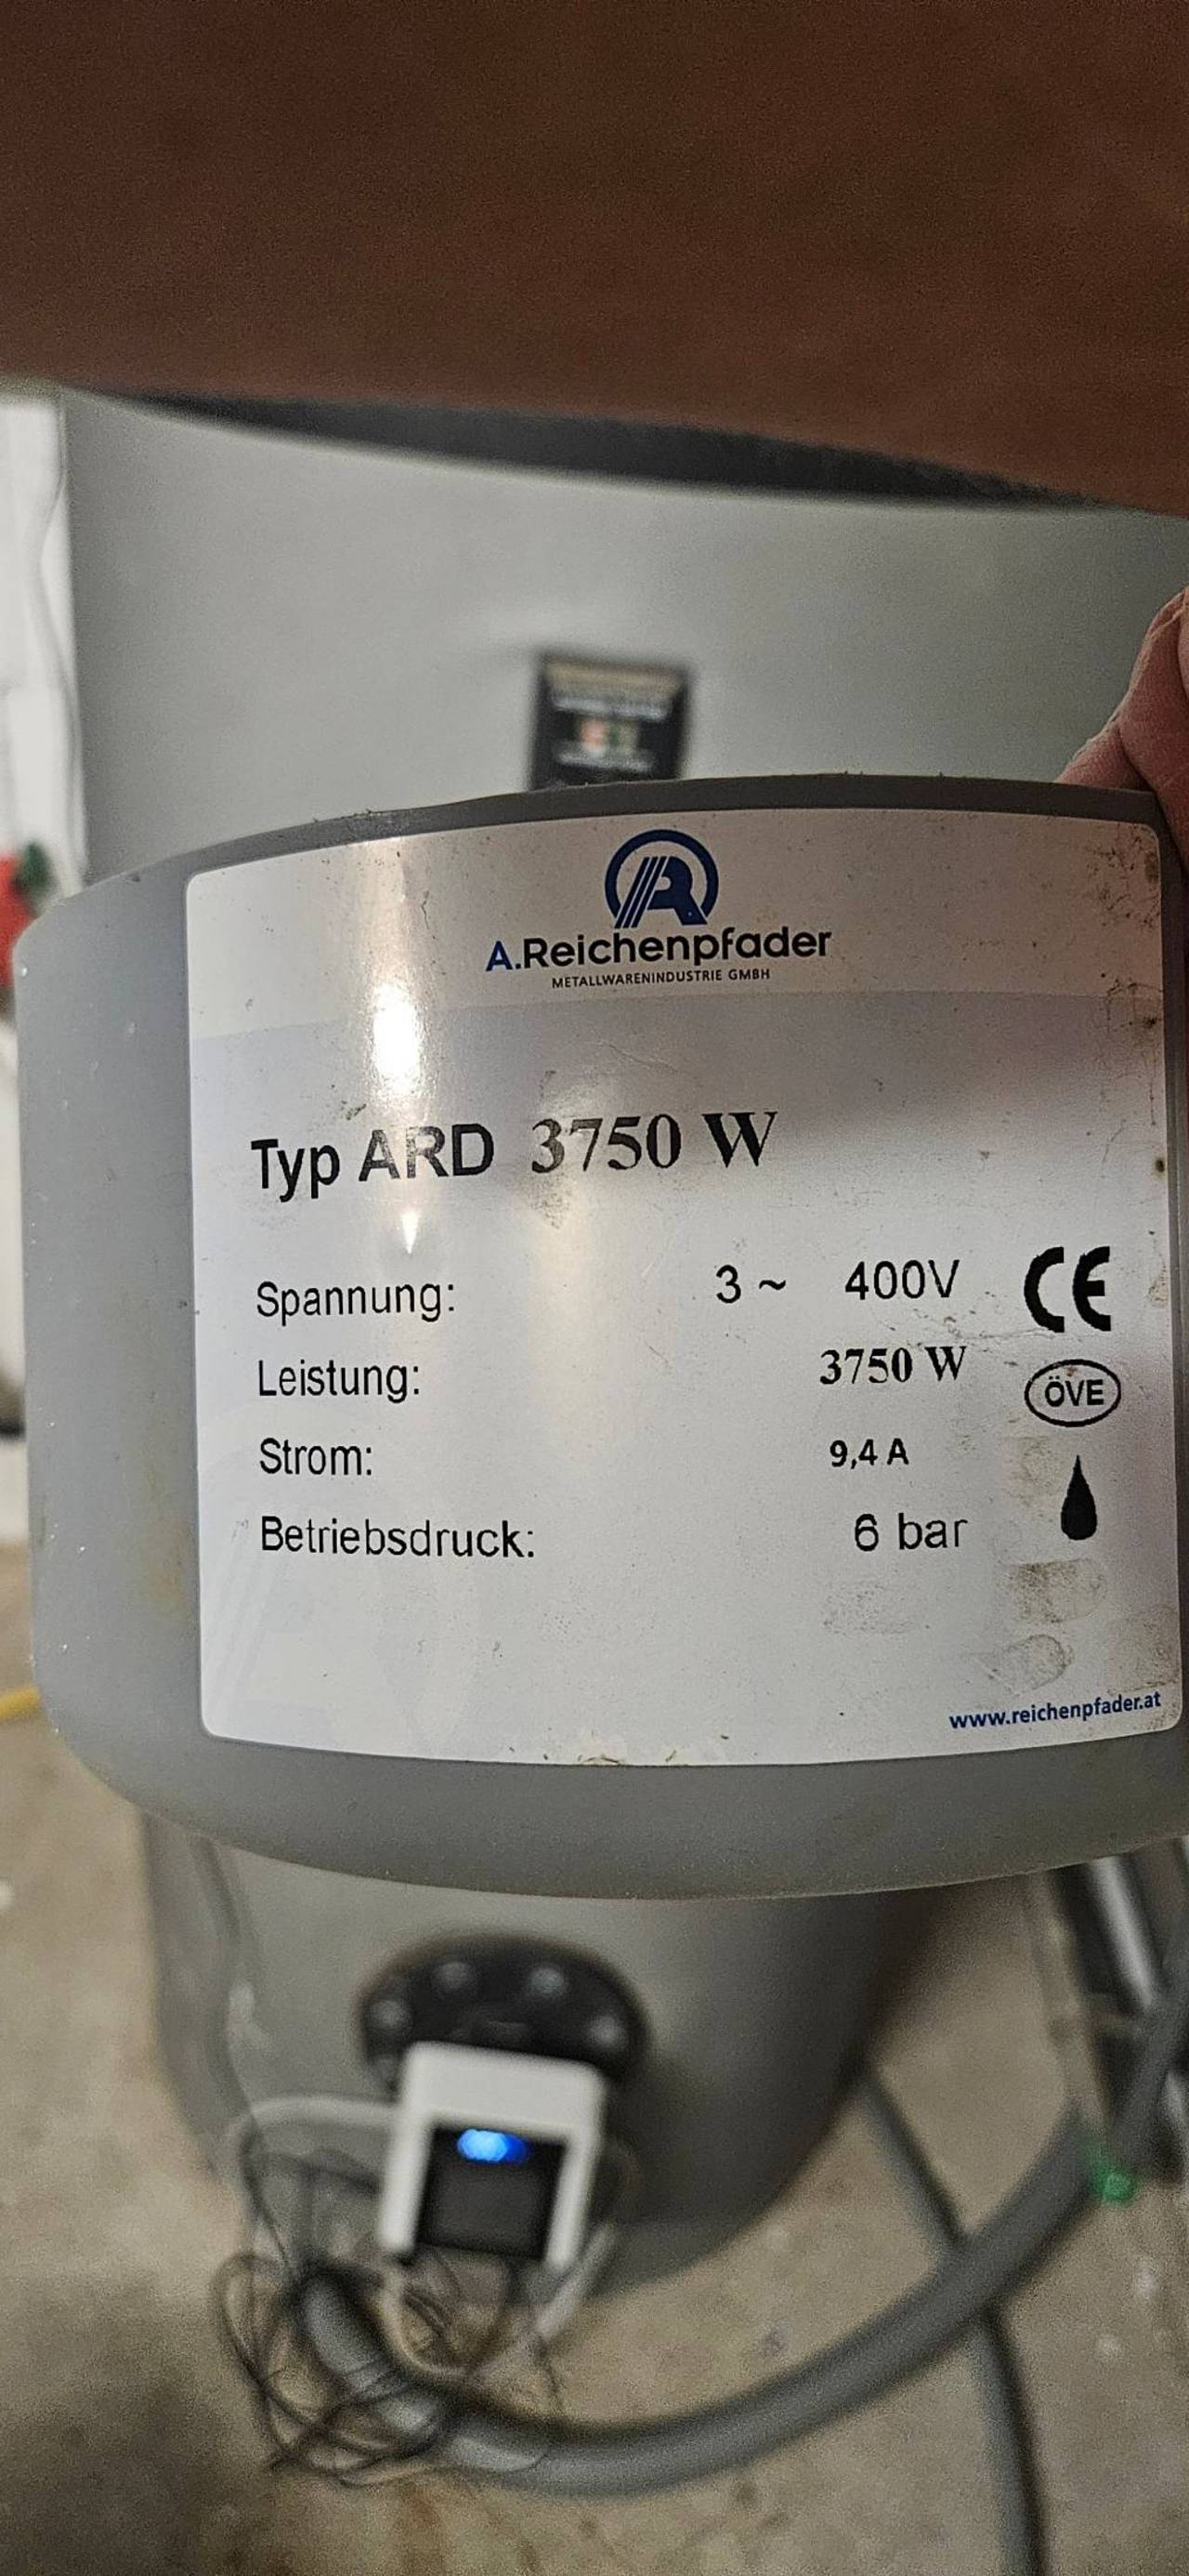 A.Reichenpfader
METALLWARENINDUSTRIE GMBH
Typ ARD 3750 W
Spannung: 3 ~ 400V
CE
Leistung: 3750 W
ÖVE
Strom: 9,4 A
Betriebsdruck: 6 bar
www.reichenpfader.at